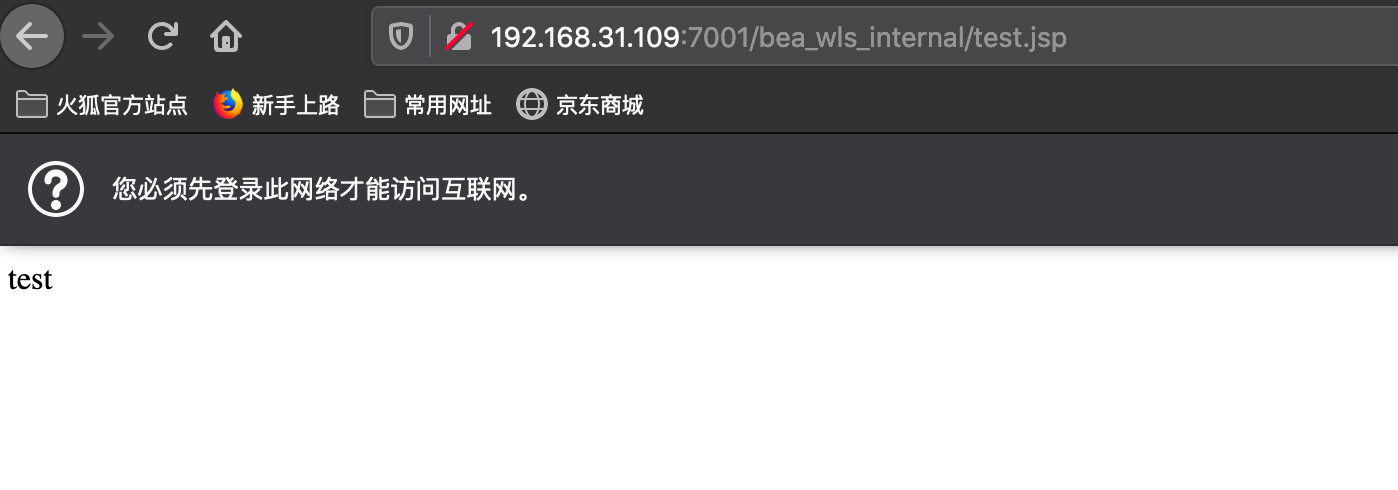 192.168.31.109:7001/bea_wls_internal/test.jsp
火狐官方站点 新手上路 常用网址 京东商城
您必须先登录此网络才能访问互联网。
test